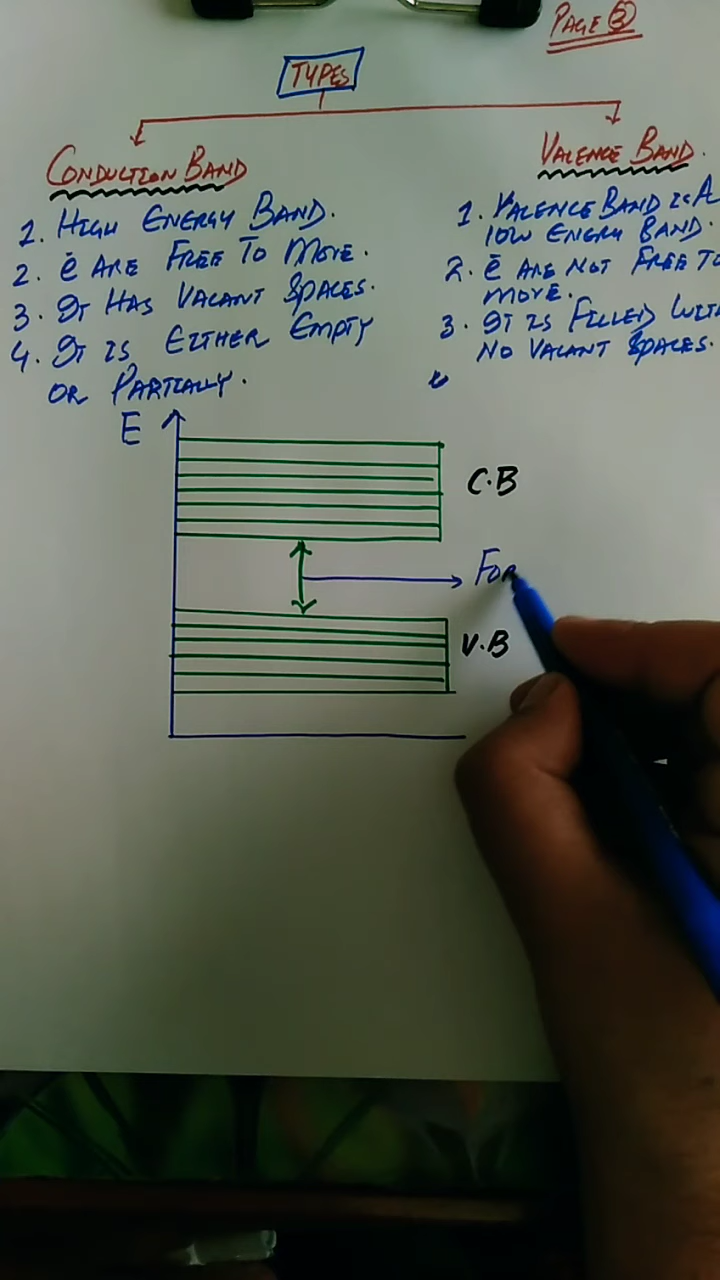 PAGE 3
TYPES
CONDUCTION BAND
1. HIGH ENERGY BAND.
2. ē ARE FREE TO MOVE.
3. IT HAS VACANT SPACES.
4. IT IS EITHER EMPTY
OR PARTIALLY.
VALENCE BAND.
1. VALENCE BAND IS A
LOW ENERGY BAND.
2. ē ARE NOT FREE TO
MOVE.
3. IT IS FILLED WITH
NO VACANT SPACES.
E
C.B
FOR
V.B